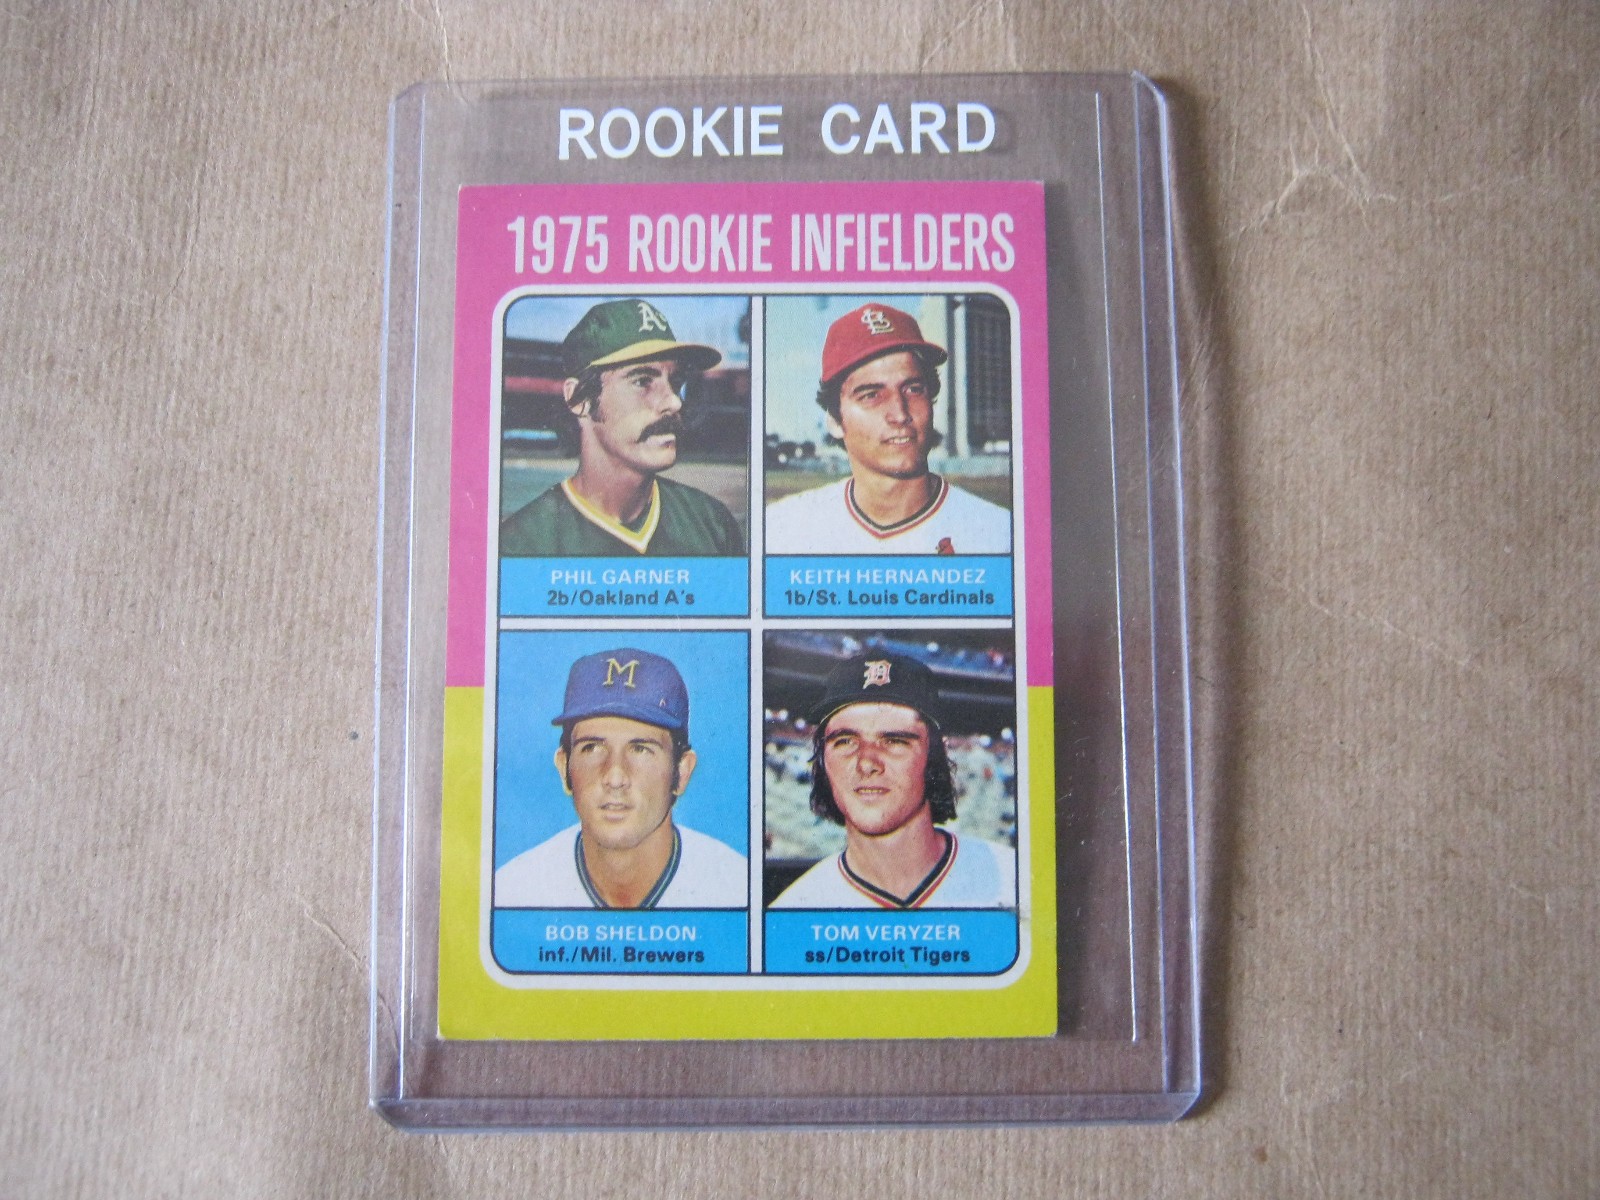 ROOKIE CARD
1975 ROOKIE INFIELDERS
A's
StL
PHIL GARNER
2b/Oakland A's
KEITH HERNANDEZ
1b/St. Louis Cardinals
M
D
BOB SHELDON
inf./Mil. Brewers
TOM VERYZER
ss/Detroit Tigers